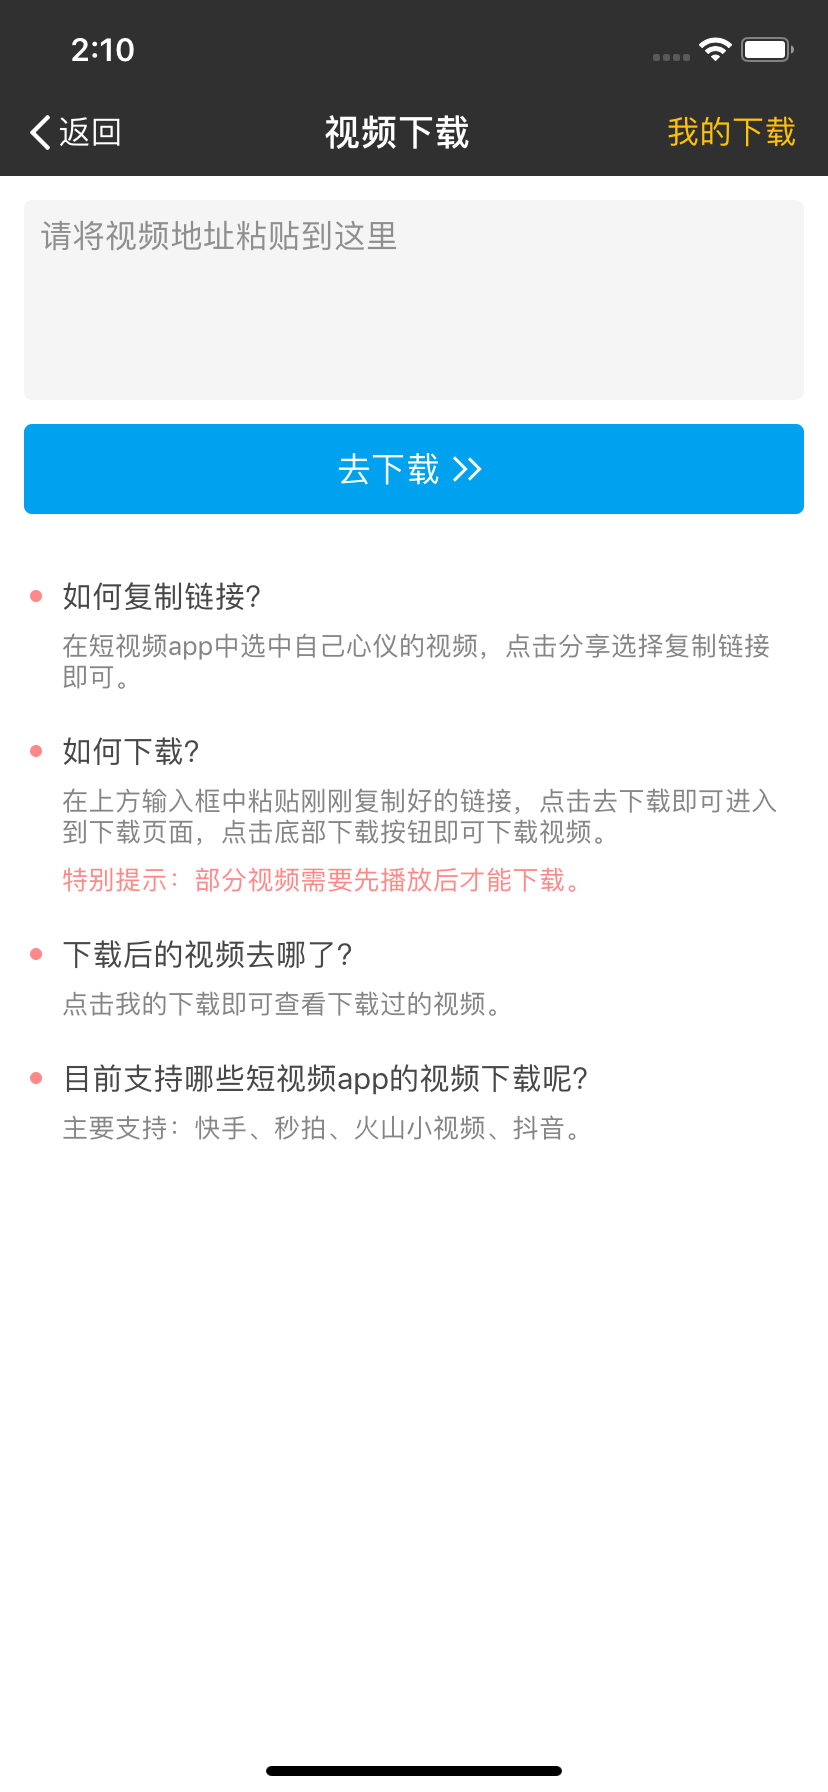 2:10
返回
视频下载
我的下载
请将视频地址粘贴到这里
去下载
如何复制链接?
在短视频app中选中自己心仪的视频，点击分享选择复制链接
即可。
如何下载?
在上方输入框中粘贴刚刚复制好的链接，点击去下载即可进入
到下载页面，点击底部下载按钮即可下载视频。
特别提示：部分视频需要先播放后才能下载。
下载后的视频去哪了?
点击我的下载即可查看下载过的视频。
目前支持哪些短视频app的视频下载呢?
主要支持：快手、秒拍、火山小视频、抖音。